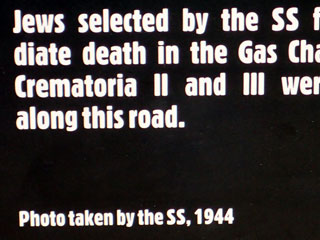 Jews selected by the SS f
diate death in the Gas Cha
Crematoria II and III wer
along this road.
Photo taken by the SS, 1944